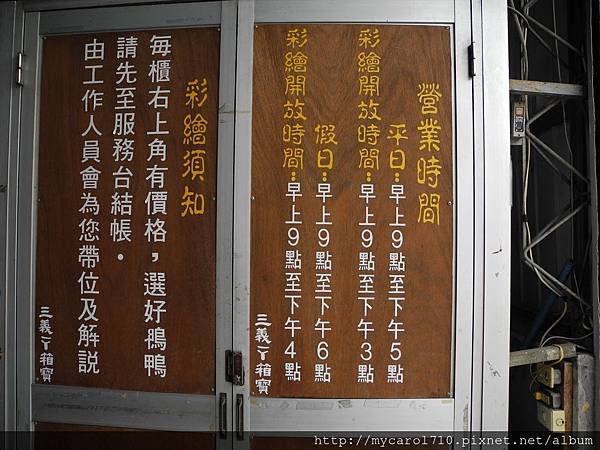 營業時間
平日：早上9點至下午5點
彩繪開放時間：早上9點至下午3點
假日：早上9點至下午6點
彩繪開放時間：早上9點至下午4點
三義ㄚ箱寶
彩繪須知
每櫃右上角有價格，選好鴨鴨
請先至服務台結帳。
由工作人員會為您帶位及解說
三義ㄚ箱寶
http://mycarol710.pixnet.net/album